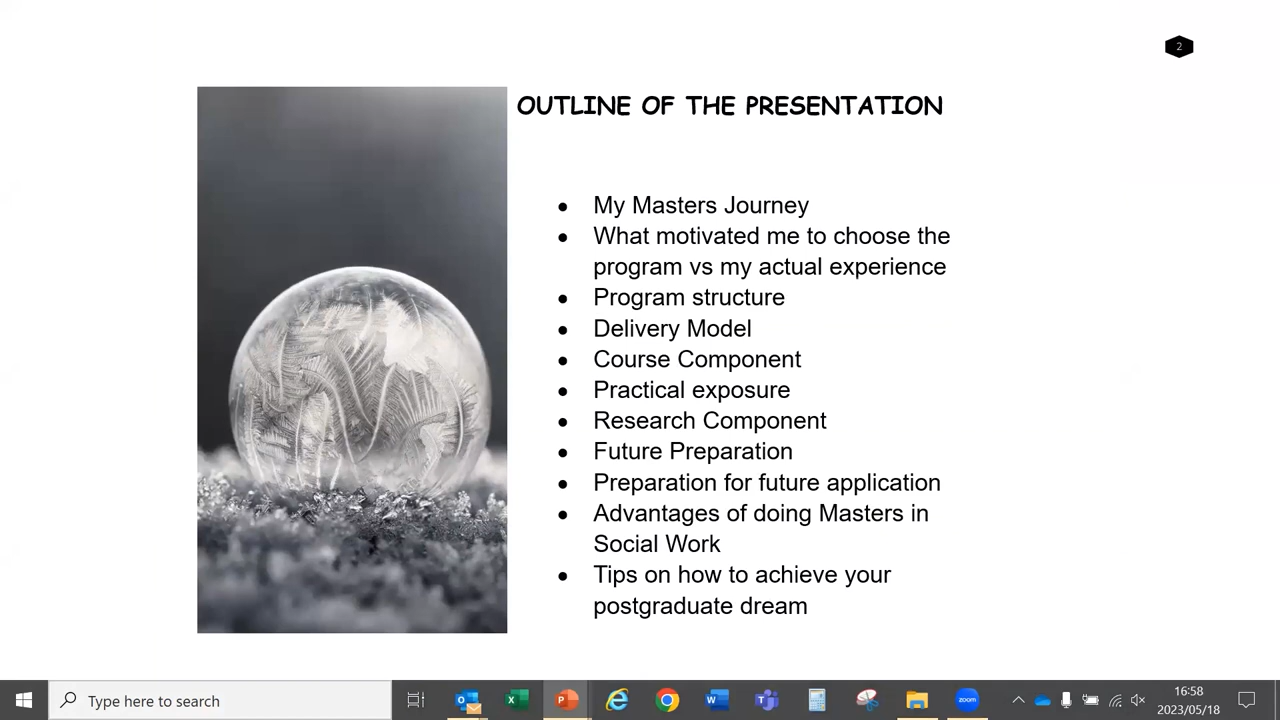 2
OUTLINE OF THE PRESENTATION
• My Masters Journey
• What motivated me to choose the
program vs my actual experience
• Program structure
• Delivery Model
• Course Component
• Practical exposure
• Research Component
• Future Preparation
• Preparation for future application
• Advantages of doing Masters in
Social Work
• Tips on how to achieve your
postgraduate dream
Type here to search
zoom
16:58
2023/05/18